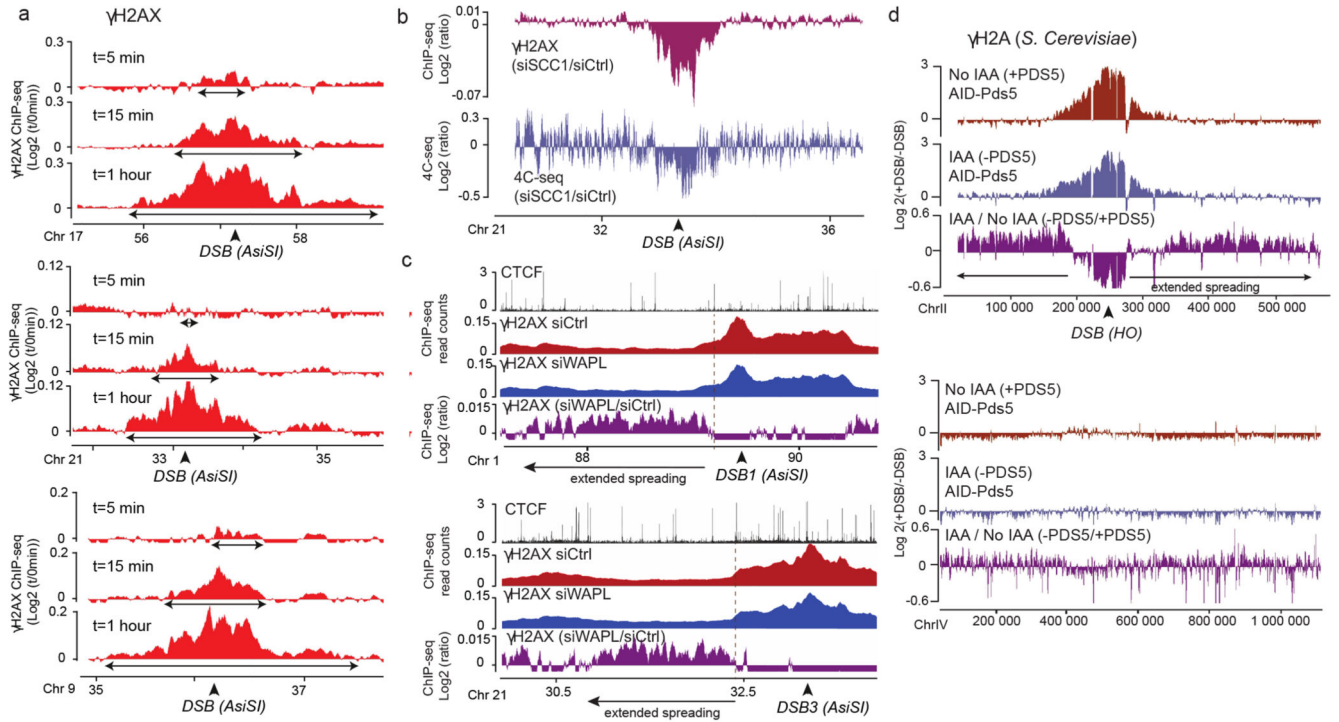 a
γH2AX
γH2AX ChIP-seq
(Log2 (t/0min))
0.3
t=5 min
0
0.3
t=15 min
0
0.3
t=1 hour
0
Chr 17
56
58
DSB (AsiSI)
γH2AX ChIP-seq
(Log2 (t/0min))
0.12
t=5 min
0
0.12
t=15 min
0
0.12
t=1 hour
0
Chr 21
33
35
DSB (AsiSI)
γH2AX ChIP-seq
(Log2 (t/0min))
0.2
t=5 min
0
0.2
t=15 min
0
0.2
t=1 hour
0
Chr 9
35
37
DSB (AsiSI)
b
ChIP-seq
Log2 (ratio)
0.01
0
-0.07
γH2AX
(siSCC1/siCtrl)
4C-seq
Log2 (ratio)
0.3
0
-0.5
4C-seq
(siSCC1/siCtrl)
Chr 21
32
36
DSB (AsiSI)
c
ChIP-seq
read counts
3
CTCF
0
0.15
γH2AX siCtrl
0
0.15
γH2AX siWAPL
0
ChIP-seq
Log2 (ratio)
0.015
γH2AX (siWAPL/siCtrl)
0
Chr 1
88
90
extended spreading
DSB1 (AsiSI)
ChIP-seq
read counts
3
CTCF
0
0.15
γH2AX siCtrl
0
0.15
γH2AX siWAPL
0
ChIP-seq
Log2 (ratio)
0.015
γH2AX (siWAPL/siCtrl)
0
Chr 21
30.5
32.5
extended spreading
DSB3 (AsiSI)
d
γH2A (S. Cerevisiae)
Log 2(+DSB/-DSB)
3
No IAA (+PDS5)
AID-Pds5
0
3
IAA (-PDS5)
AID-Pds5
0
0.6
IAA / No IAA (-PDS5/+PDS5)
0
-0.6
extended spreading
ChrII
100 000
200 000
300 000
400 000
500 000
DSB (HO)
Log 2(+DSB/-DSB)
3
No IAA (+PDS5)
AID-Pds5
0
3
IAA (-PDS5)
AID-Pds5
0
0.6
IAA / No IAA (-PDS5/+PDS5)
0
-0.6
ChrIV
200 000
400 000
600 000
800 000
1000 000